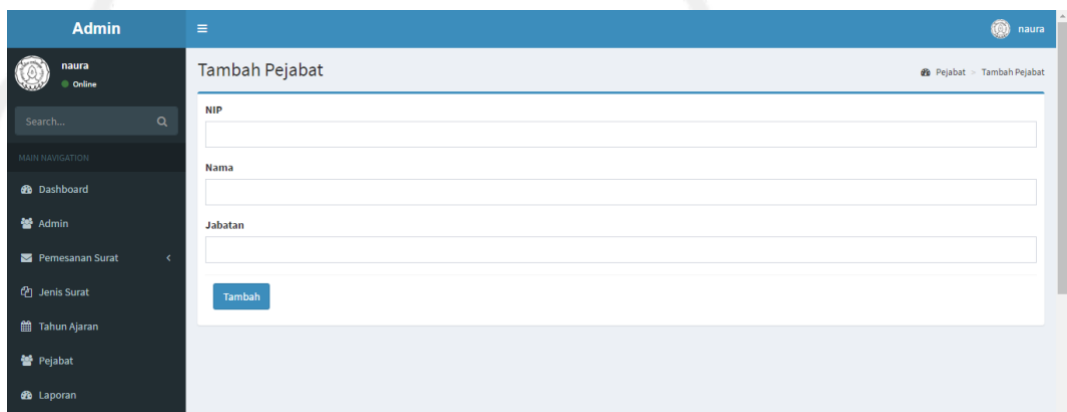 Admin
naura
naura
Online
Search...
MAIN NAVIGATION
Dashboard
Admin
Pemesanan Surat
Jenis Surat
Tahun Ajaran
Pejabat
Laporan
Tambah Pejabat
Pejabat > Tambah Pejabat
NIP
Nama
Jabatan
Tambah